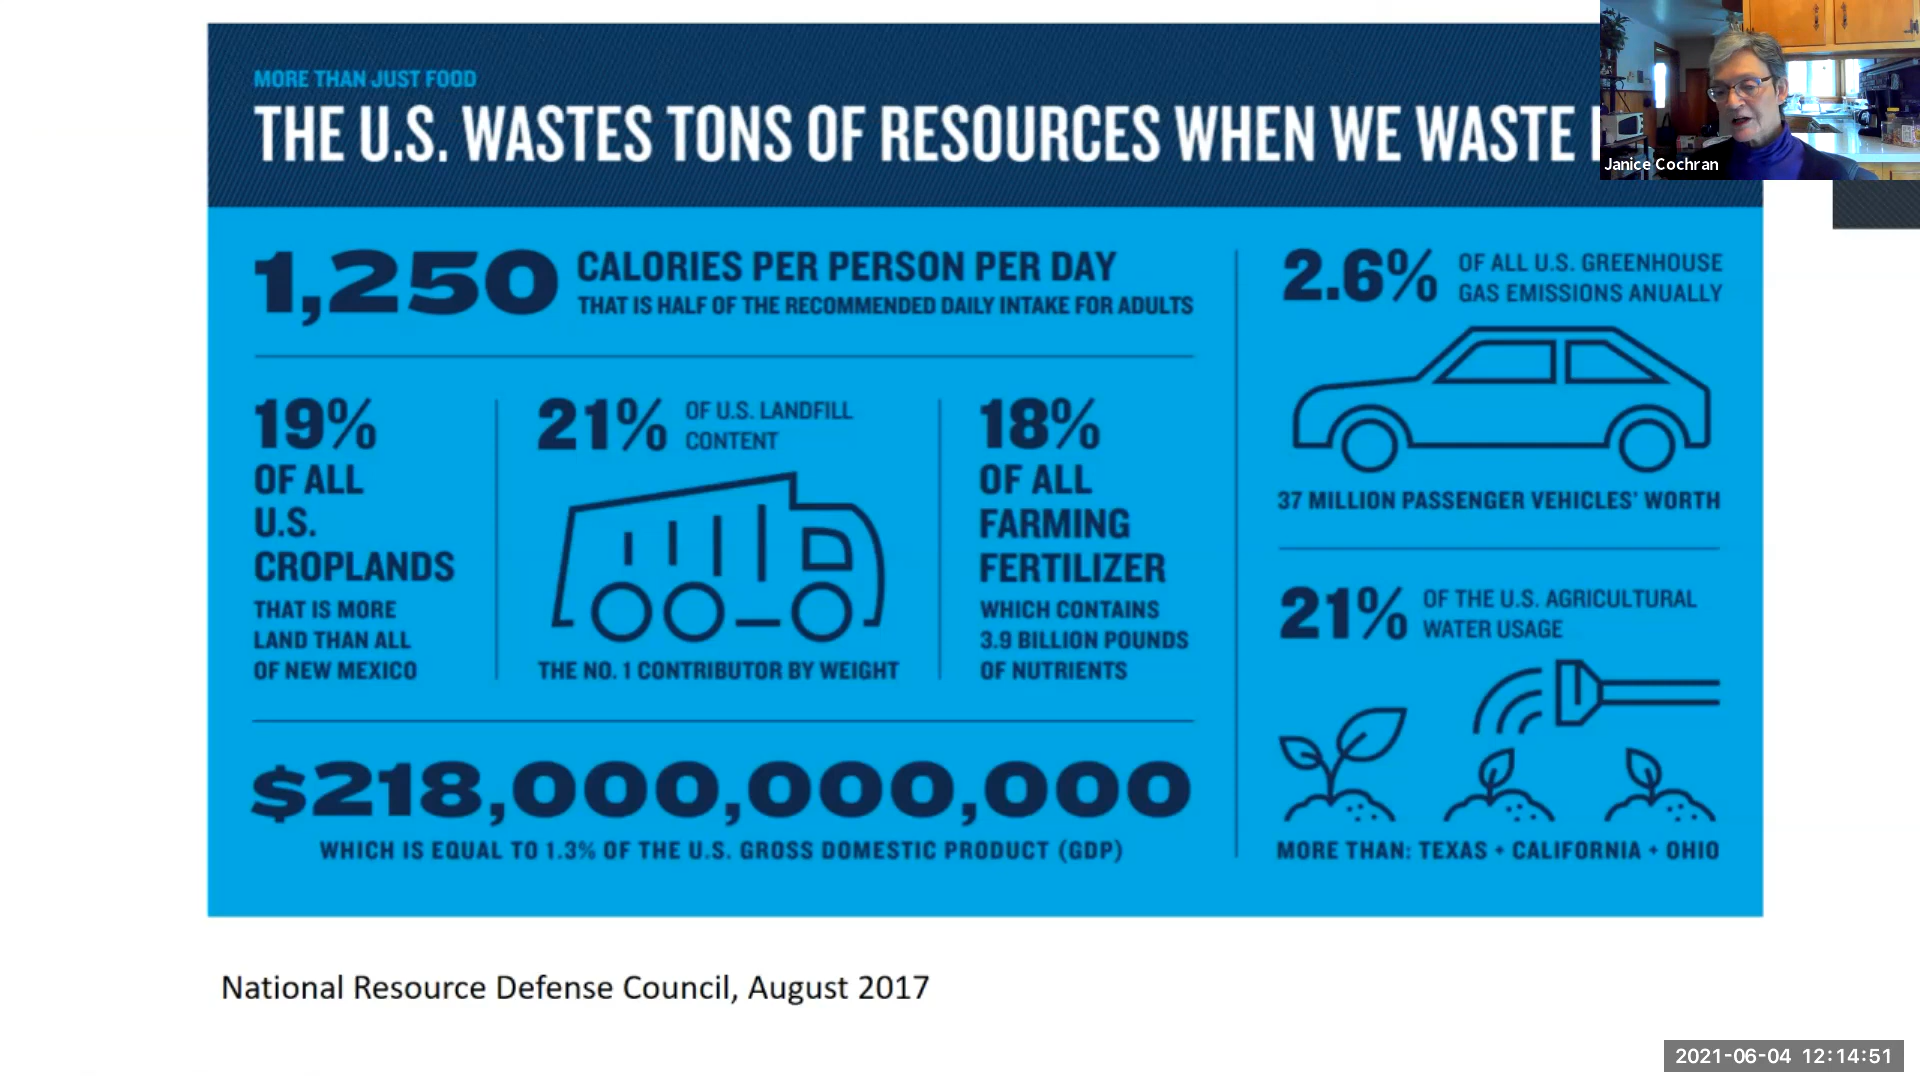 MORE THAN JUST FOOD
THE U.S. WASTES TONS OF RESOURCES WHEN WE WASTE
Janice Cochran
1,250 CALORIES PER PERSON PER DAY
THAT IS HALF OF THE RECOMMENDED DAILY INTAKE FOR ADULTS
19%
OF ALL
U.S.
CROPLANDS
THAT IS MORE
LAND THAN ALL
OF NEW MEXICO
21% OF U.S. LANDFILL
CONTENT
THE NO. 1 CONTRIBUTOR BY WEIGHT
18%
OF ALL
FARMING
FERTILIZER
WHICH CONTAINS
3.9 BILLION POUNDS
OF NUTRIENTS
$218,000,000,000
WHICH IS EQUAL TO 1.3% OF THE U.S. GROSS DOMESTIC PRODUCT (GDP)
2.6% OF ALL U.S. GREENHOUSE
GAS EMISSIONS ANUALLY
37 MILLION PASSENGER VEHICLES' WORTH
21% OF THE U.S. AGRICULTURAL
WATER USAGE
MORE THAN: TEXAS + CALIFORNIA + OHIO
National Resource Defense Council, August 2017
2021-06-04 12:14:51